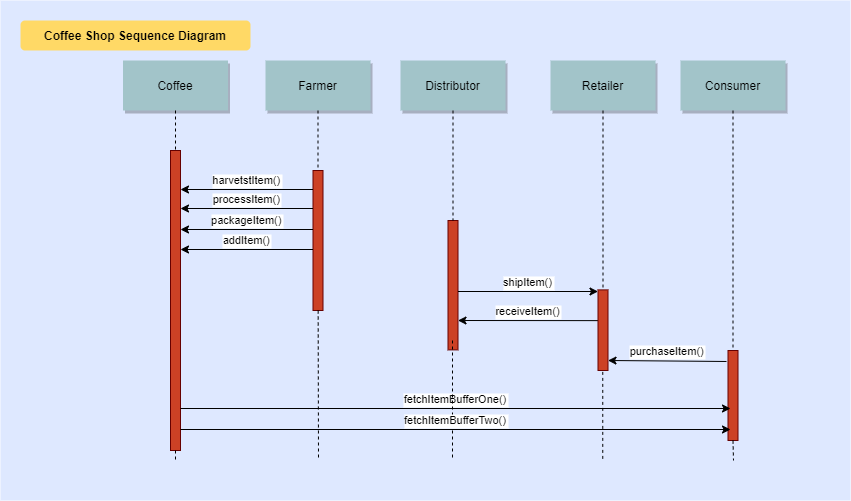 Coffee Shop Sequence Diagram
Coffee
Farmer
Distributor
Retailer
Consumer
harvetstItem()
processItem()
packageItem()
addItem()
shipItem()
receiveItem()
purchaseItem()
fetchItemBufferOne()
fetchItemBufferTwo()